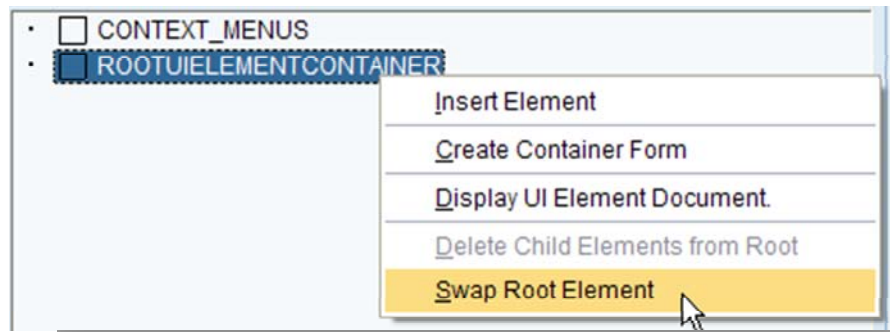 CONTEXT_MENUS
ROOTUIELEMENTCONTAINER
Insert Element
Create Container Form
Display UI Element Document.
Delete Child Elements from Root
Swap Root Element